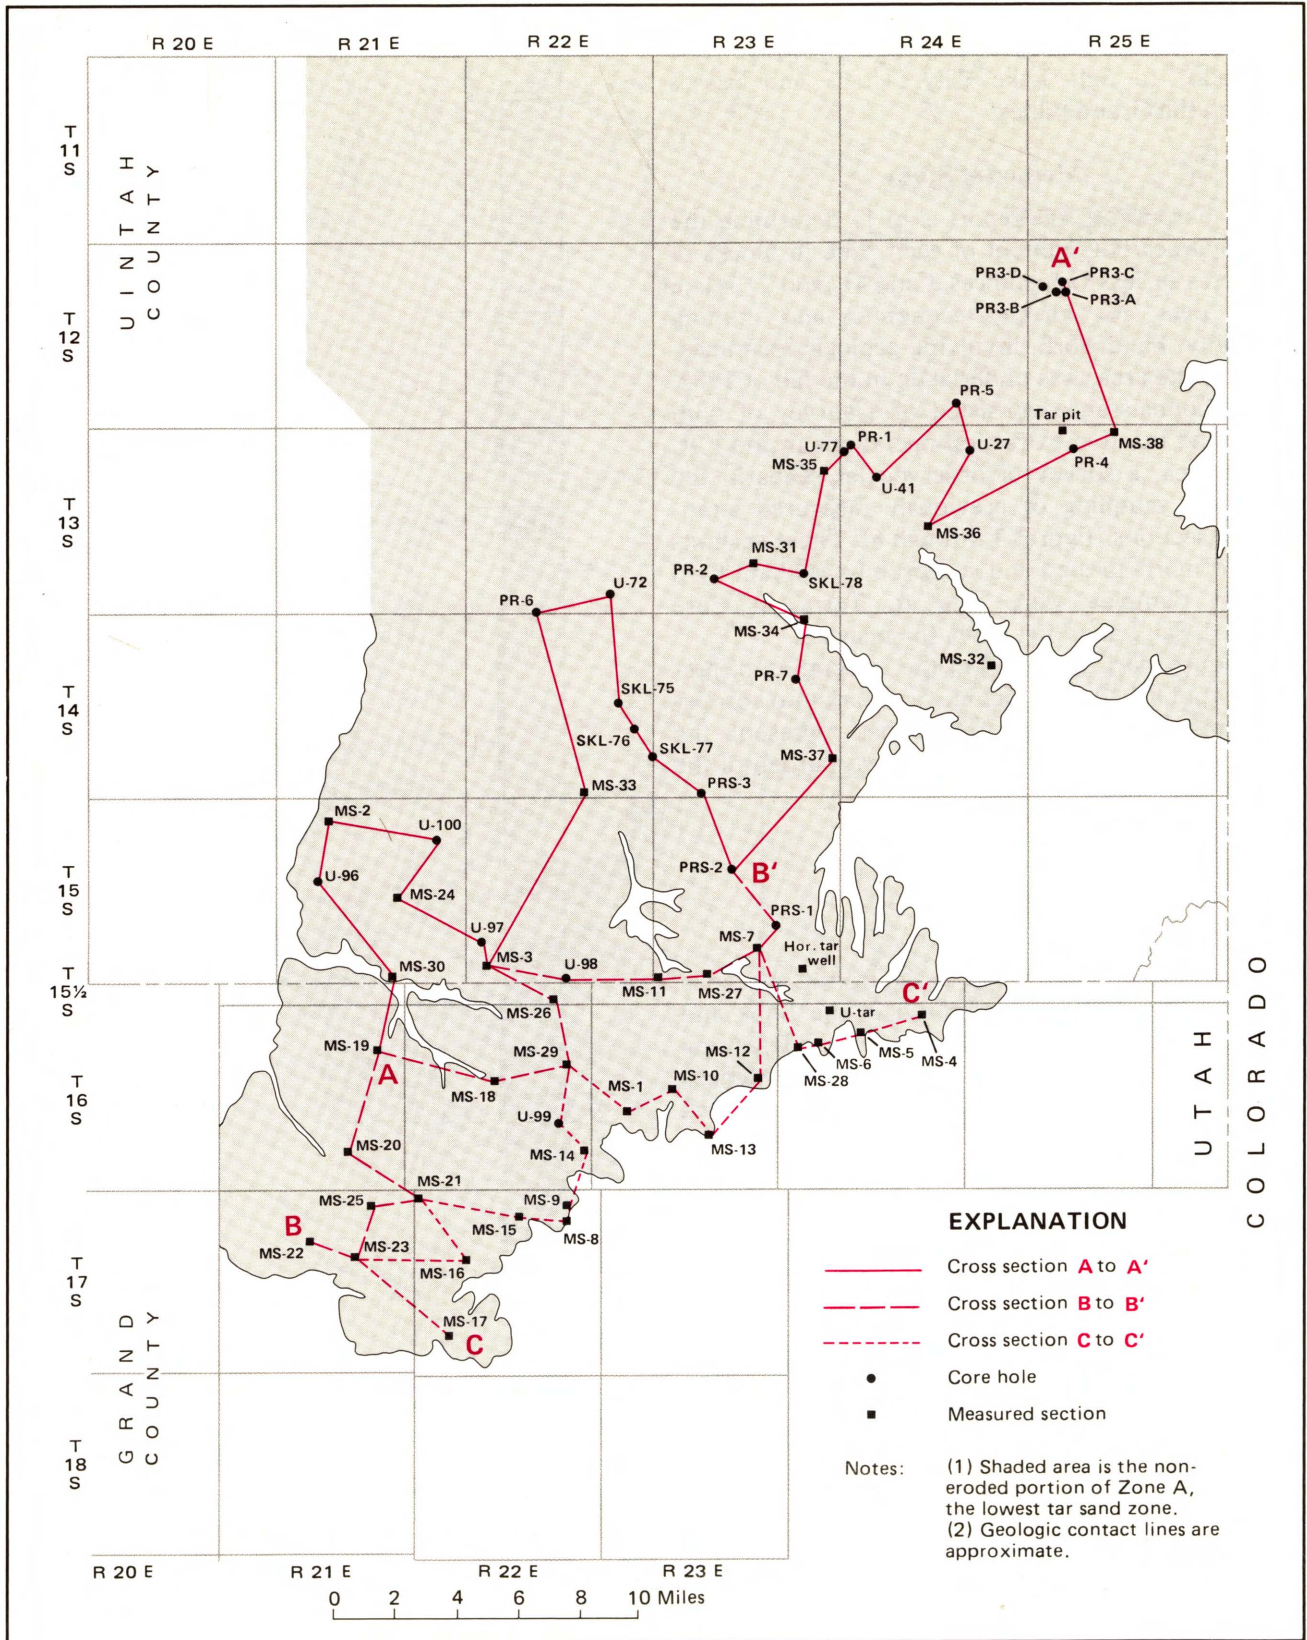 R 20 E R 21 E R 22 E R 23 E R 24 E R 25 E
T
11
S
UINTAH
COUNTY
A'
PR3-D
PR3-C
PR3-B
PR3-A
T
12
S
PR-5
Tar pit
PR-1
U-77
U-27
MS-38
MS-35
PR-4
U-41
T
13
S
MS-36
MS-31
PR-2
SKL-78
U-72
PR-6
MS-34
MS-32
PR-7
SKL-75
T
14
S
SKL-76
SKL-77
MS-37
MS-33
PRS-3
MS-2
U-100
PRS-2
B'
U-96
T
15
S
MS-24
PRS-1
U-97
MS-7
Hor. tar
well
MS-3
MS-30
U-98
T
15½
S
MS-11
MS-27
C'
MS-26
U-tar
MS-19
MS-29
MS-12
MS-6
MS-5
MS-4
A
MS-28
MS-18
MS-1
MS-10
T
16
S
U-99
MS-20
MS-14
MS-13
MS-21
MS-25
MS-9
B
MS-15
MS-8
MS-22
MS-23
MS-16
T
17
S
MS-17
C
UTAH
COLORADO
GRAND
COUNTY
T
18
S
EXPLANATION
Cross section A to A'
Cross section B to B'
Cross section C to C'
Core hole
Measured section
Notes: (1) Shaded area is the non-
eroded portion of Zone A,
the lowest tar sand zone.
(2) Geologic contact lines are
approximate.
R 20 E R 21 E R 22 E R 23 E
0 2 4 6 8 10 Miles